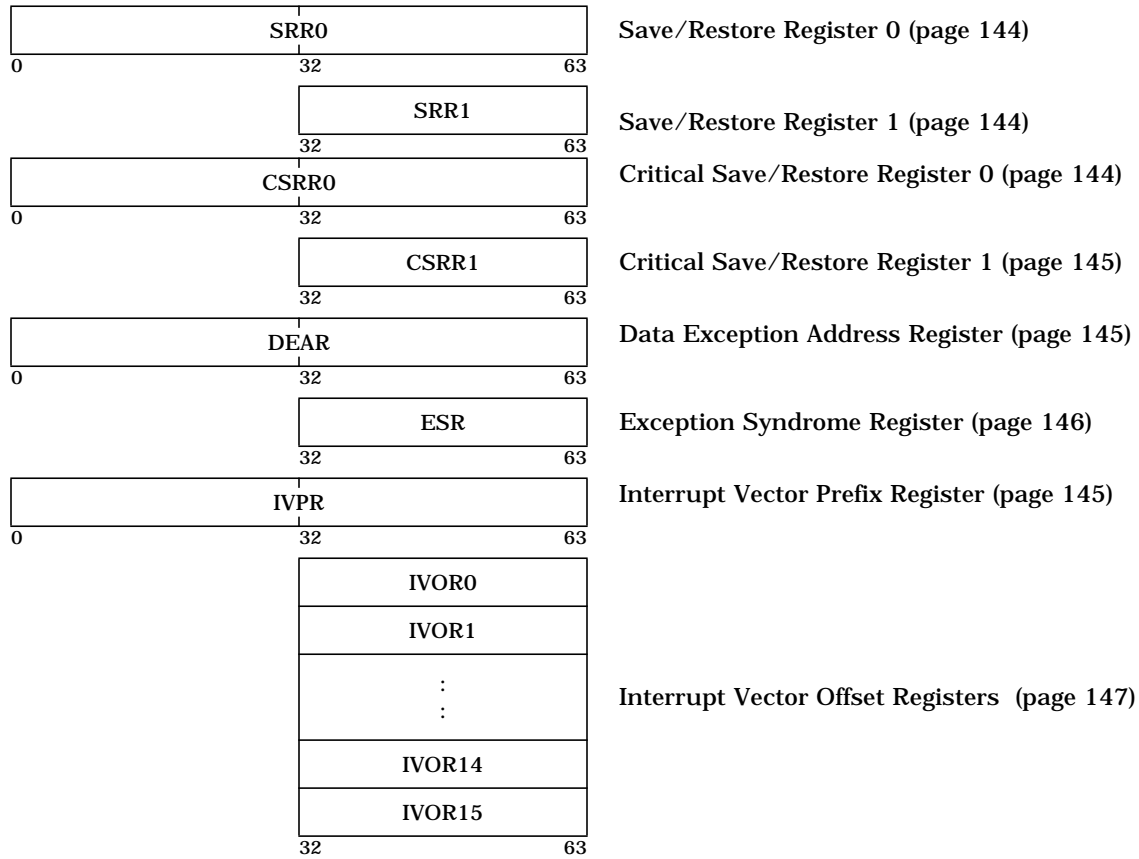 SRR0 Save/Restore Register 0 (page 144)
0 32 63
SRR1 Save/Restore Register 1 (page 144)
32 63
CSRR0 Critical Save/Restore Register 0 (page 144)
0 32 63
CSRR1 Critical Save/Restore Register 1 (page 145)
32 63
DEAR Data Exception Address Register (page 145)
0 32 63
ESR Exception Syndrome Register (page 146)
32 63
IVPR Interrupt Vector Prefix Register (page 145)
0 32 63
IVOR0
IVOR1
:
: Interrupt Vector Offset Registers (page 147)
IVOR14
IVOR15
32 63